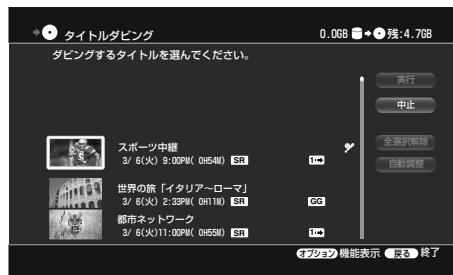 タイトルダビング
0.0GB 残:4.7GB
ダビングするタイトルを選んでください。
実行
中止
全選択解除
自動調整
スポーツ中継
3/ 6(火) 9:00PM( 0H54M) SR 1
世界の旅「イタリア〜ローマ」
3/ 6(火) 2:33PM( 0H11M) SR GG
都市ネットワーク
3/ 6(火)11:00PM( 0H55M) SR 1
オプション 機能表示 戻る 終了